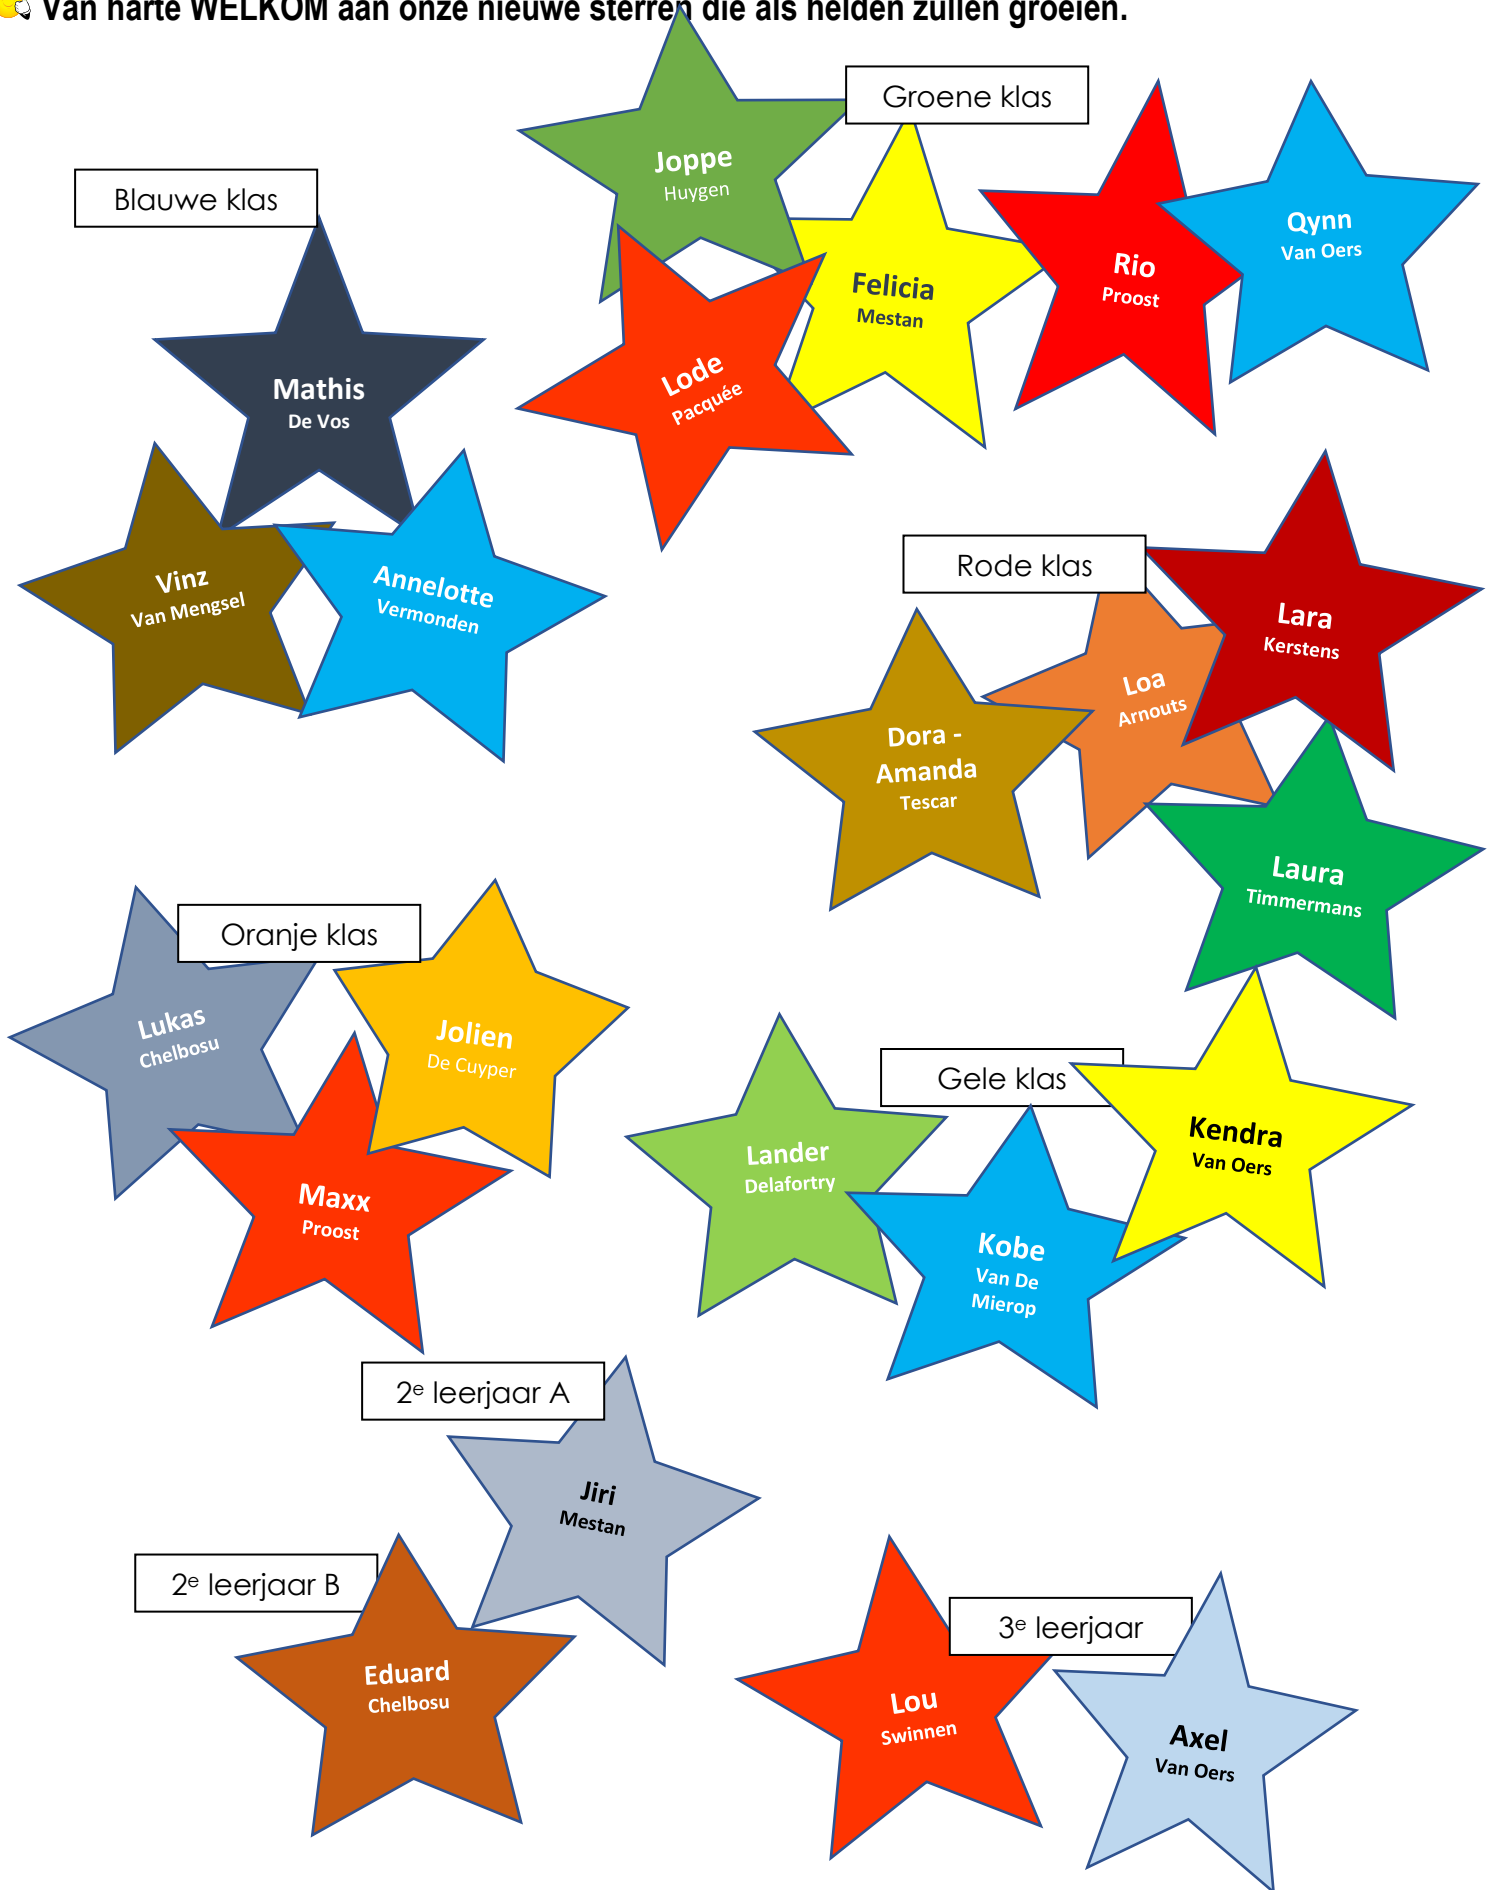 Van harte WELKOM aan onze nieuwe sterren die als helden zullen groeien.
Groene klas
Joppe
Huygen
Felicia
Mestan
Rio
Proost
Qynn
Van Oers
Lode
Pacquée
Blauwe klas
Mathis
De Vos
Vinz
Van Mengsel
Annelotte
Vermonden
Rode klas
Lara
Kerstens
Loa
Arnouts
Dora -
Amanda
Tescar
Laura
Timmermans
Oranje klas
Lukas
Chelbosu
Jolien
De Cuyper
Maxx
Proost
Gele klas
Lander
Delafortry
Kendra
Van Oers
Kobe
Van De
Mierop
2e leerjaar A
Jiri
Mestan
2e leerjaar B
Eduard
Chelbosu
3e leerjaar
Lou
Swinnen
Axel
Van Oers